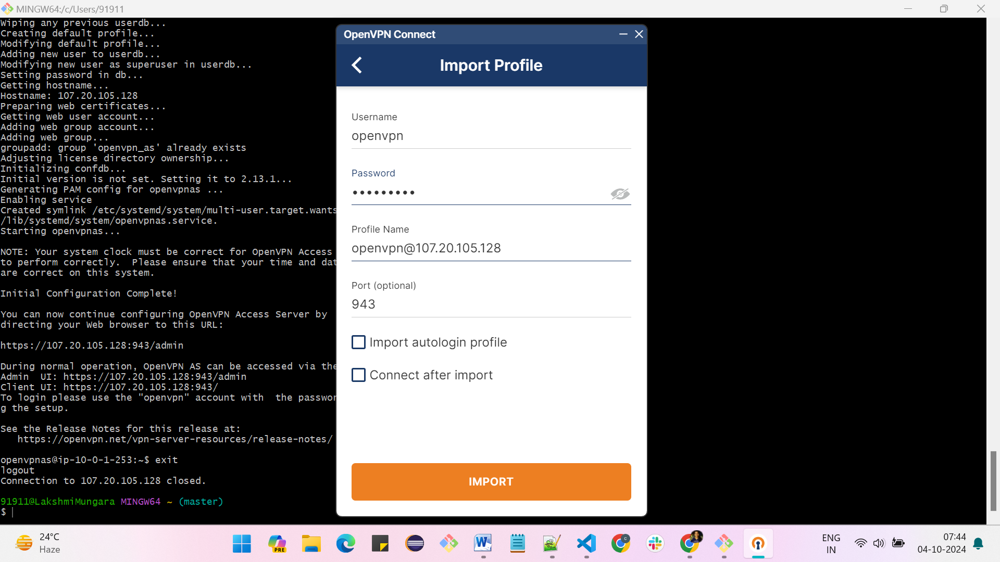 MINGW64:/c/Users/91911
Wiping any previous userdb...
Creating default profile...
Modifying default profile...
Adding new user to userdb...
Modifying new user as superuser in userdb...
Setting password in db...
Getting hostname...
Hostname: 107.20.105.128
Preparing web certificates...
Getting web user account...
Adding web group account...
Adding web group...
groupadd: group 'openvpn_as' already exists
Adjusting license directory ownership...
Initializing confdb...
Initial version is not set. Setting it to 2.13.1...
Generating PAM config for openvpnas ...
Enabling service
Created symlink /etc/systemd/system/multi-user.target.wants
/lib/systemd/system/openvpnas.service.
Starting openvpnas...
NOTE: Your system clock must be correct for OpenVPN Access
to perform correctly.  Please ensure that your time and dat
are correct on this system.
Initial Configuration Complete!
You can now continue configuring OpenVPN Access Server by
directing your Web browser to this URL:
https://107.20.105.128:943/admin
During normal operation, OpenVPN AS can be accessed via the
Admin  UI: https://107.20.105.128:943/admin
Client UI: https://107.20.105.128:943/
To login please use the "openvpn" account with  the passwor
g the setup.
See the Release Notes for this release at:
   https://openvpn.net/vpn-server-resources/release-notes/
openvpnas@ip-10-0-1-253:~$ exit
logout
Connection to 107.20.105.128 closed.
91911@LakshmiMungara MINGW64 ~ (master)
$
OpenVPN Connect
Import Profile
Username
openvpn
Password
•••••••••
Profile Name
openvpn@107.20.105.128
Port (optional)
943
Import autologin profile
Connect after import
IMPORT
24°C
Haze
PRE
ENG
IN
07:44
04-10-2024